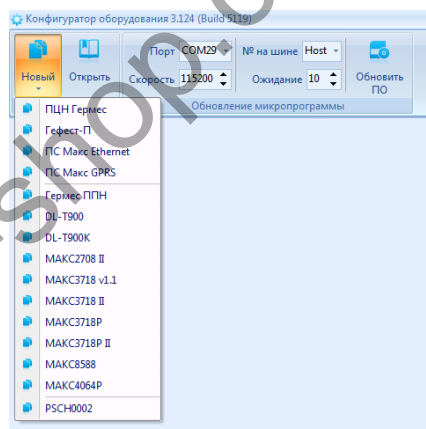 Конфигуратор оборудования 3.124 (Build 5119)
Новый Открыть
Порт COM29 № на шине Host
Скорость 115200 Ожидание 10
Обновить ПО
Обновление микропрограммы
ПЦН Гермес
Гефест-П
ПС Макс Ethernet
ПС Макс GPRS
Гермес ППН
DL-T900
DL-T900K
МАКС2708 II
МАКС3718 v1.1
МАКС3718 II
МАКС3718Р
МАКС3718Р II
МАКС8588
МАКС4064Р
PSCH0002